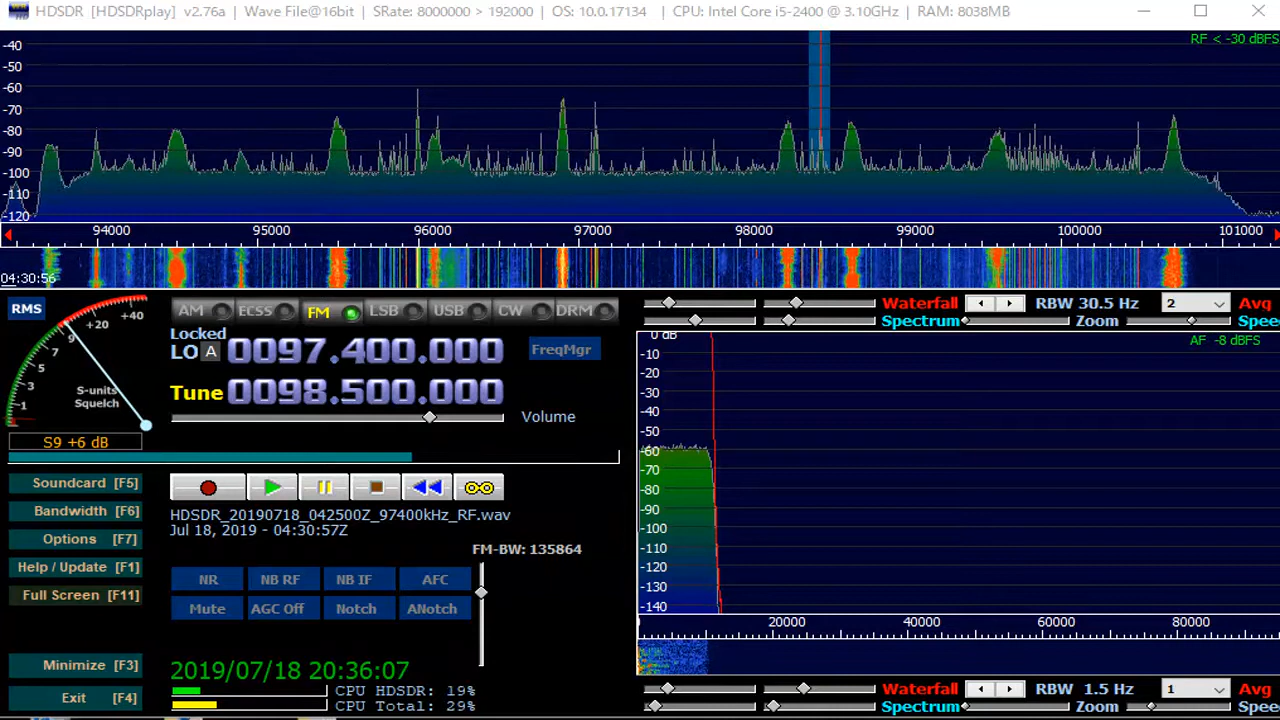 HDSDR [HDSDRplay] v2.76a | Wave File@16bit | SRate: 8000000 > 192000 | OS: 10.0.17134 | CPU: Intel Core i5-2400 @ 3.10GHz | RAM: 8038MB
RF < -30 dBFS
-40
-50
-60
-70
-80
-90
-100
-110
-120
94000 95000 96000 97000 98000 99000 100000 101000
04:30:56
RMS
1 3 5 7 9 +20 +40
S-units
Squelch
S9 +6 dB
AM ECSS FM LSB USB CW DRM
Locked
LO A 0097.400.000
FreqMgr
Tune 0098.500.000
Volume
Waterfall RBW 30.5 Hz 2 Avg
Spectrum Zoom Spee
Soundcard [F5]
Bandwidth [F6]
Options [F7]
Help / Update [F1]
Full Screen [F11]
Minimize [F3]
Exit [F4]
HDSDR_20190718_042500Z_97400kHz_RF.wav
Jul 18, 2019 - 04:30:57Z
FM-BW: 135864
NR NB RF NB IF AFC
Mute AGC Off Notch ANotch
2019/07/18 20:36:07
CPU HDSDR: 19%
CPU Total: 29%
0 dB
AF -8 dBFS
-10
-20
-30
-40
-50
-60
-70
-80
-90
-100
-110
-120
-130
-140
0 20000 40000 60000 80000
Waterfall RBW 1.5 Hz 1 Avg
Spectrum Zoom Spee